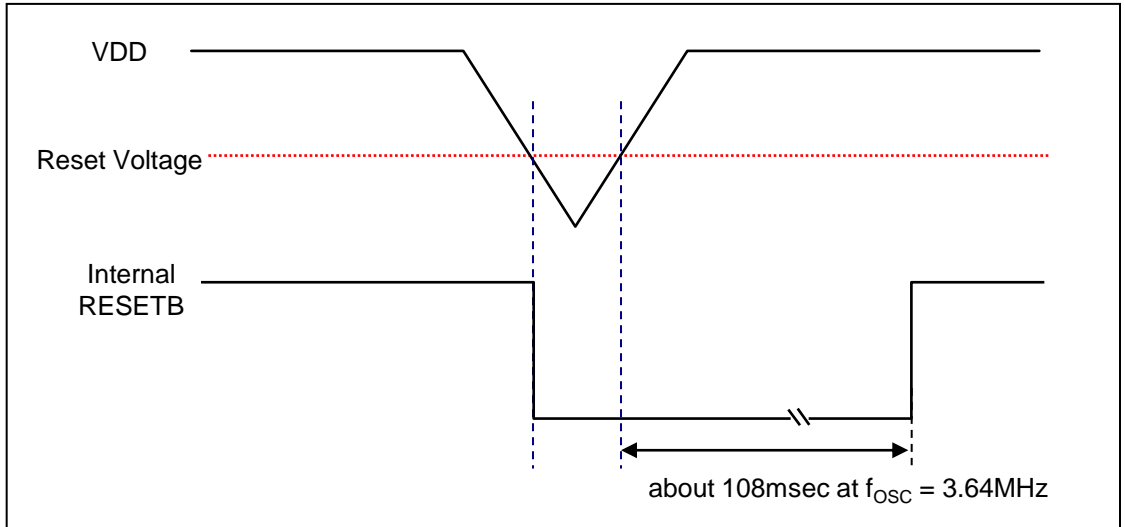 VDD
Reset Voltage
Internal
RESETB
about 108msec at fOSC = 3.64MHz